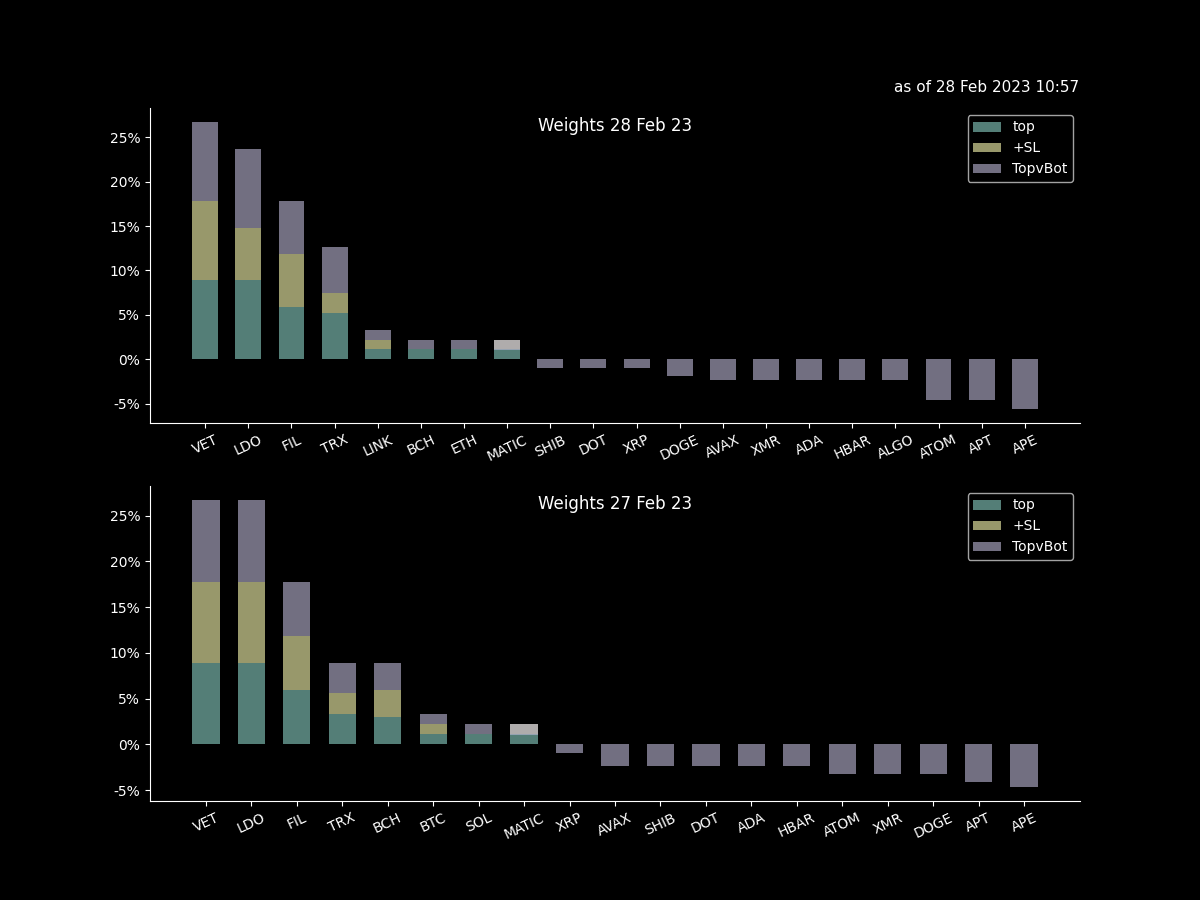 as of 28 Feb 2023 10:57
Weights 28 Feb 23
top
+SL
TopvBot
25%
20%
15%
10%
5%
0%
-5%
VET LDO FIL TRX LINK BCH ETH MATIC SHIB DOT XRP DOGE AVAX XMR ADA HBAR ALGO ATOM APT APE
Weights 27 Feb 23
top
+SL
TopvBot
25%
20%
15%
10%
5%
0%
-5%
VET LDO FIL TRX BCH BTC SOL MATIC XRP AVAX SHIB DOT ADA HBAR ATOM XMR DOGE APT APE